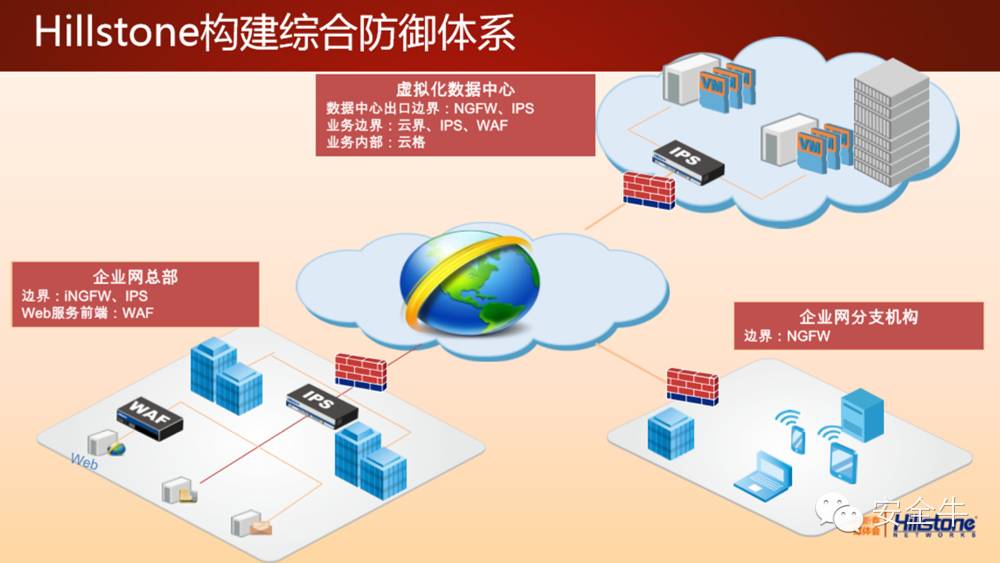 Hillstone构建综合防御体系
虚拟化数据中心
数据中心出口边界：NGFW、IPS
业务边界：云界、IPS、WAF
业务内部：云格
VM
VM
IPS
企业网总部
边界：iNGFW、IPS
Web服务前端：WAF
企业网分支机构
边界：NGFW
IPS
WAF
Web
安全牛
Hillstone
NETWORKS